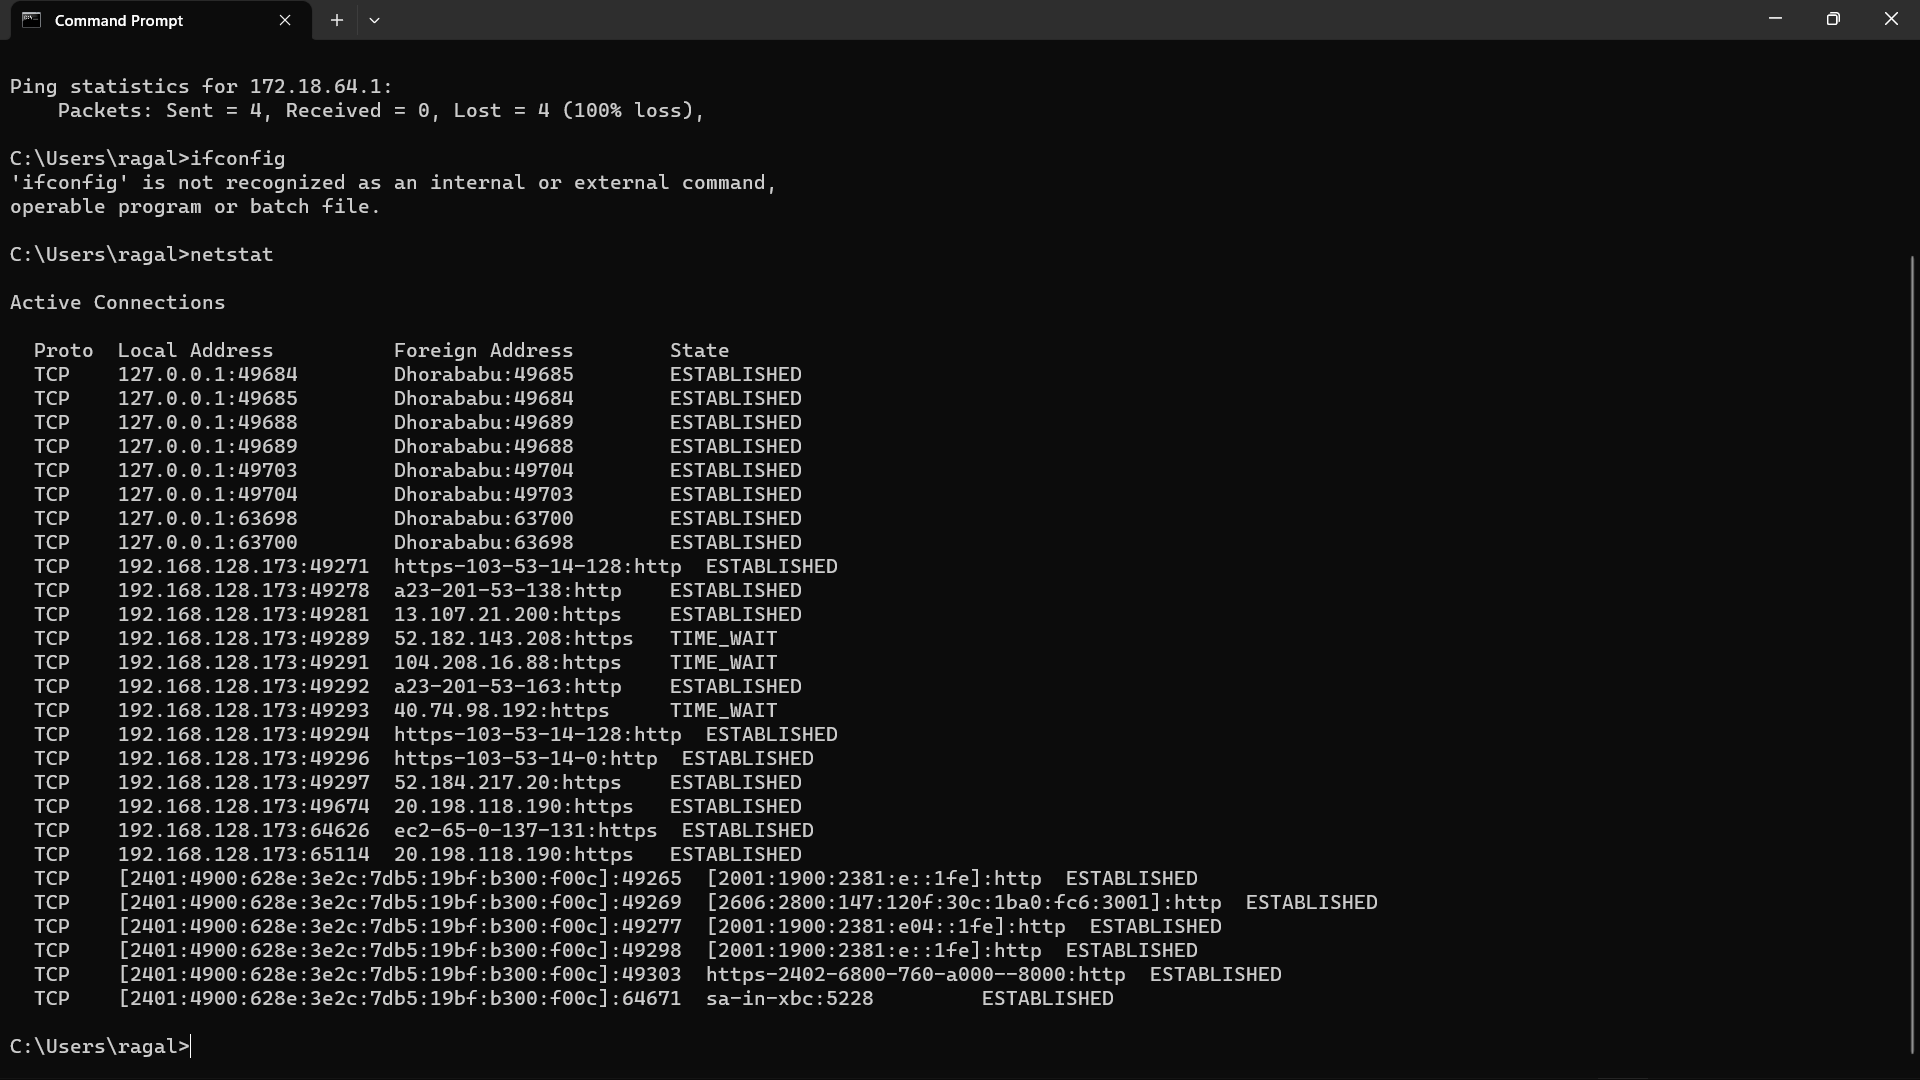 Command Prompt
Ping statistics for 172.18.64.1:
    Packets: Sent = 4, Received = 0, Lost = 4 (100% loss),
C:\Users\ragal>ifconfig
'ifconfig' is not recognized as an internal or external command,
operable program or batch file.
C:\Users\ragal>netstat
Active Connections
  Proto  Local Address          Foreign Address        State
  TCP    127.0.0.1:49684        Dhorababu:49685        ESTABLISHED
  TCP    127.0.0.1:49685        Dhorababu:49684        ESTABLISHED
  TCP    127.0.0.1:49688        Dhorababu:49689        ESTABLISHED
  TCP    127.0.0.1:49689        Dhorababu:49688        ESTABLISHED
  TCP    127.0.0.1:49703        Dhorababu:49704        ESTABLISHED
  TCP    127.0.0.1:49704        Dhorababu:49703        ESTABLISHED
  TCP    127.0.0.1:63698        Dhorababu:63700        ESTABLISHED
  TCP    127.0.0.1:63700        Dhorababu:63698        ESTABLISHED
  TCP    192.168.128.173:49271  https-103-53-14-128:http  ESTABLISHED
  TCP    192.168.128.173:49278  a23-201-53-138:http    ESTABLISHED
  TCP    192.168.128.173:49281  13.107.21.200:https    ESTABLISHED
  TCP    192.168.128.173:49289  52.182.143.208:https   TIME_WAIT
  TCP    192.168.128.173:49291  104.208.16.88:https    TIME_WAIT
  TCP    192.168.128.173:49292  a23-201-53-163:http    ESTABLISHED
  TCP    192.168.128.173:49293  40.74.98.192:https     TIME_WAIT
  TCP    192.168.128.173:49294  https-103-53-14-128:http  ESTABLISHED
  TCP    192.168.128.173:49296  https-103-53-14-0:http  ESTABLISHED
  TCP    192.168.128.173:49297  52.184.217.20:https    ESTABLISHED
  TCP    192.168.128.173:49674  20.198.118.190:https   ESTABLISHED
  TCP    192.168.128.173:64626  ec2-65-0-137-131:https  ESTABLISHED
  TCP    192.168.128.173:65114  20.198.118.190:https   ESTABLISHED
  TCP    [2401:4900:628e:3e2c:7db5:19bf:b300:f00c]:49265  [2001:1900:2381:e::1fe]:http  ESTABLISHED
  TCP    [2401:4900:628e:3e2c:7db5:19bf:b300:f00c]:49269  [2606:2800:147:120f:30c:1ba0:fc6:3001]:http  ESTABLISHED
  TCP    [2401:4900:628e:3e2c:7db5:19bf:b300:f00c]:49277  [2001:1900:2381:e04::1fe]:http  ESTABLISHED
  TCP    [2401:4900:628e:3e2c:7db5:19bf:b300:f00c]:49298  [2001:1900:2381:e::1fe]:http  ESTABLISHED
  TCP    [2401:4900:628e:3e2c:7db5:19bf:b300:f00c]:49303  https-2402-6800-760-a000--8000:http  ESTABLISHED
  TCP    [2401:4900:628e:3e2c:7db5:19bf:b300:f00c]:64671  sa-in-xbc:5228         ESTABLISHED
C:\Users\ragal>